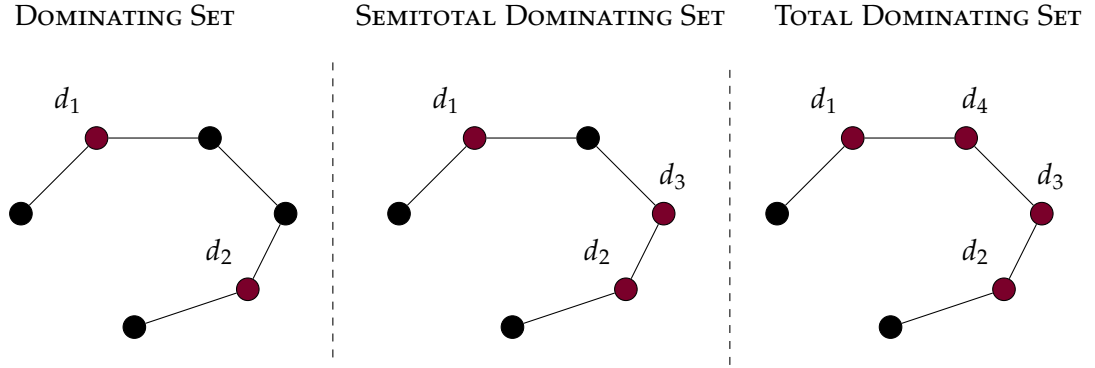 Dominating Set
Semitotal Dominating Set
Total Dominating Set
d1
d2
d1
d3
d2
d1
d4
d3
d2